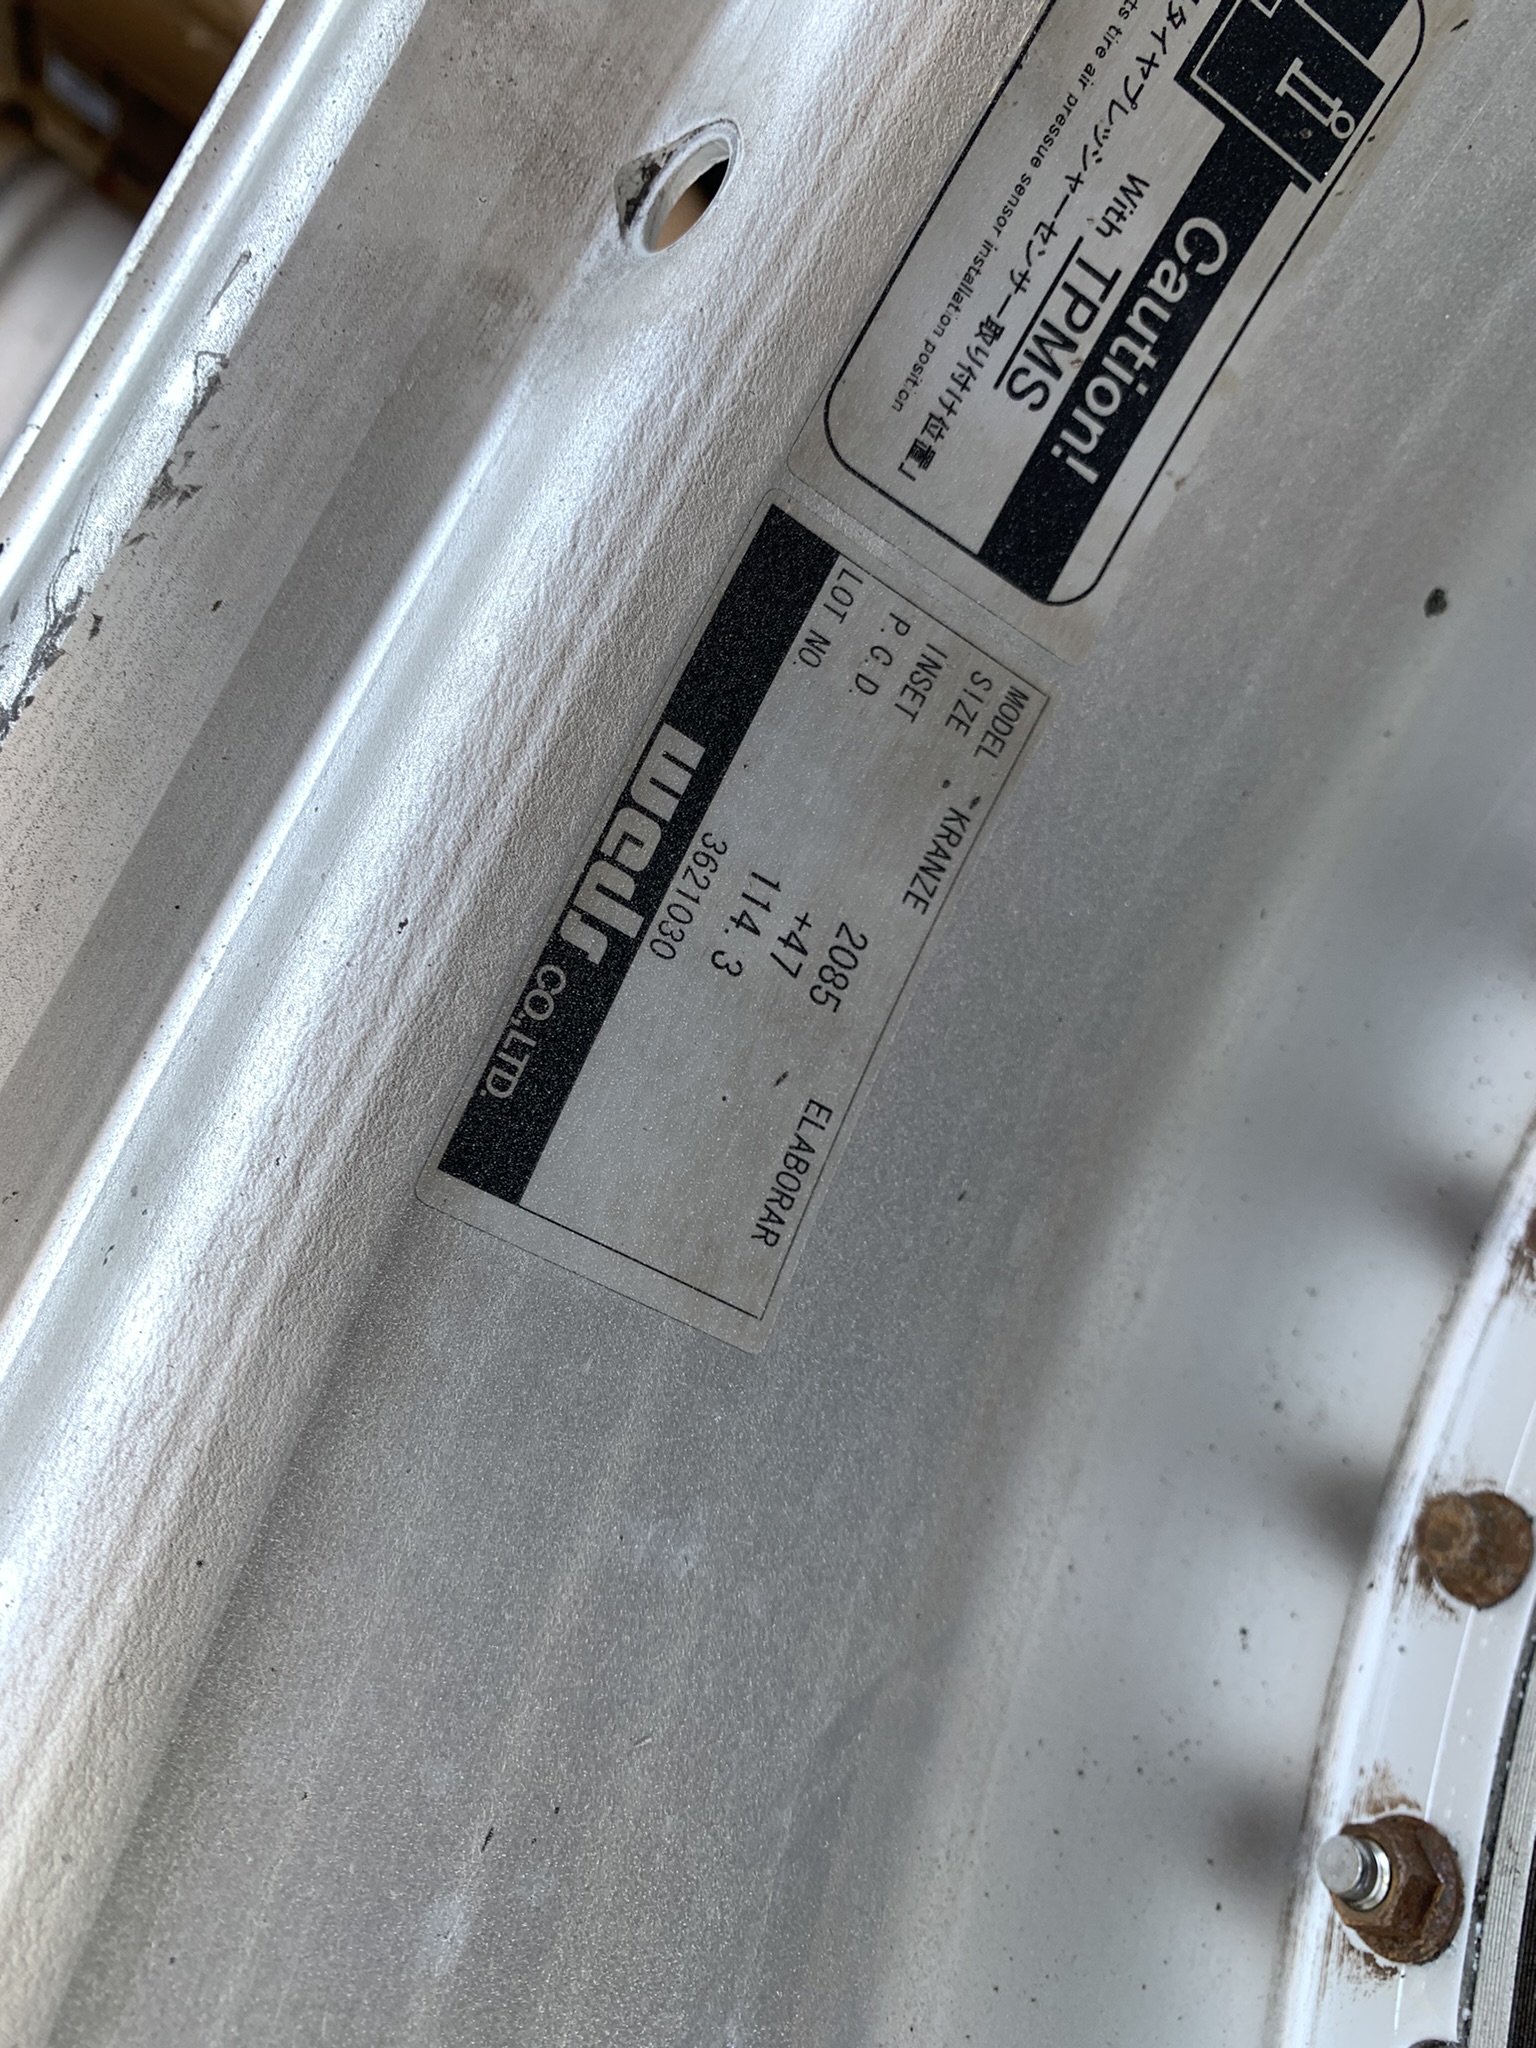 Caution!
With TPMS
タイヤプレッシャーセンサー取り付け位置」
tire air pressue sensor installation position
MODEL "KRANZE ELABORAR
SIZE 2085
INSET +47
P.C.D. 114.3
LOT NO. 3621030
weds CO.,LTD.